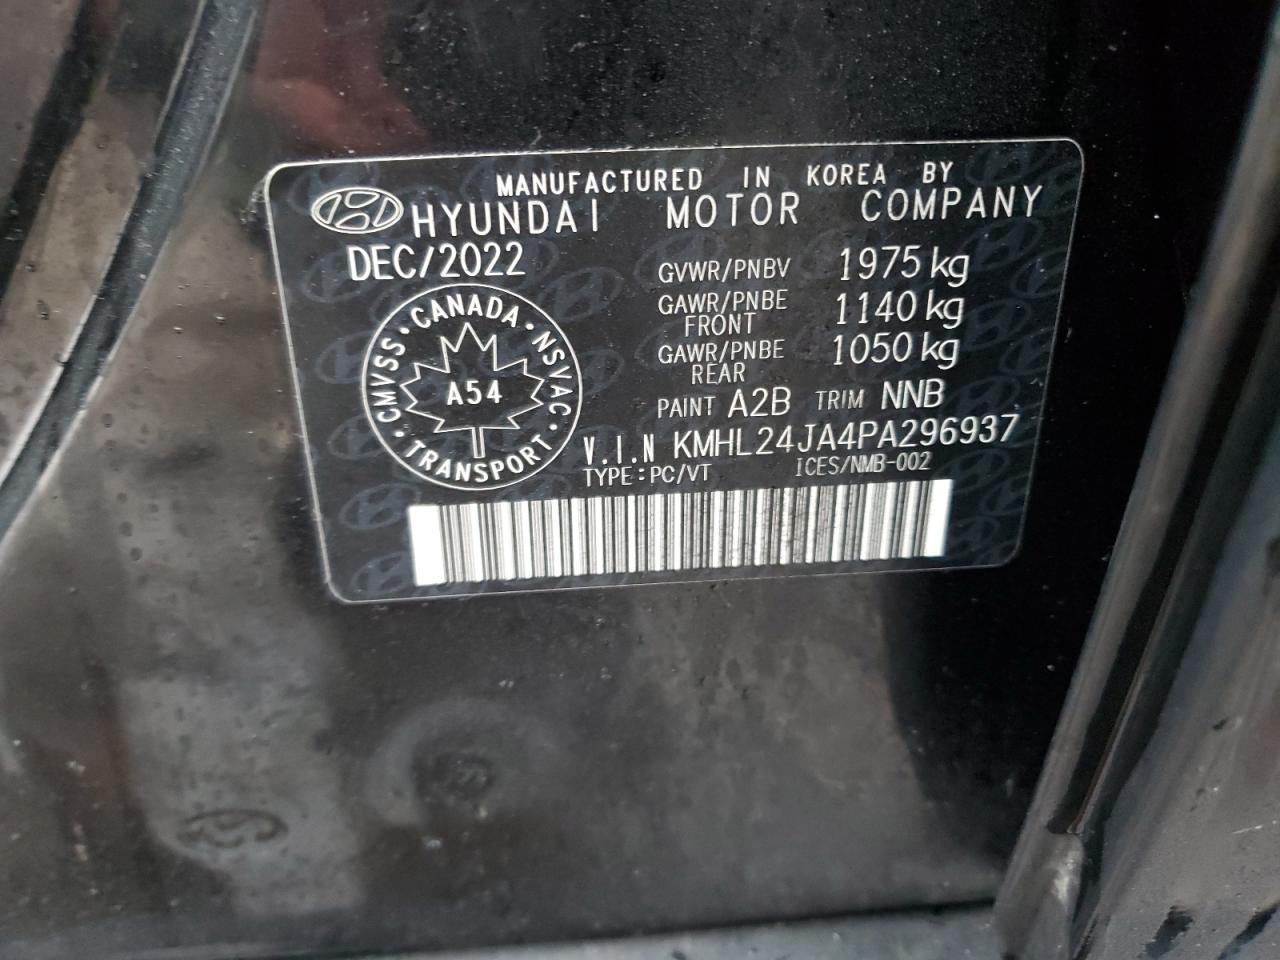 MANUFACTURED IN KOREA BY
HYUNDAI MOTOR COMPANY
DEC/2022
GVWR/PNBV 1975 kg
GAWR/PNBE FRONT 1140 kg
GAWR/PNBE REAR 1050 kg
PAINT A2B TRIM NNB
CMVSS • CANADA • NSVAC • TRANSPORT •
A54
V.I.N KMHL24JA4PA296937
TYPE:PC/VT ICES/NMB-002